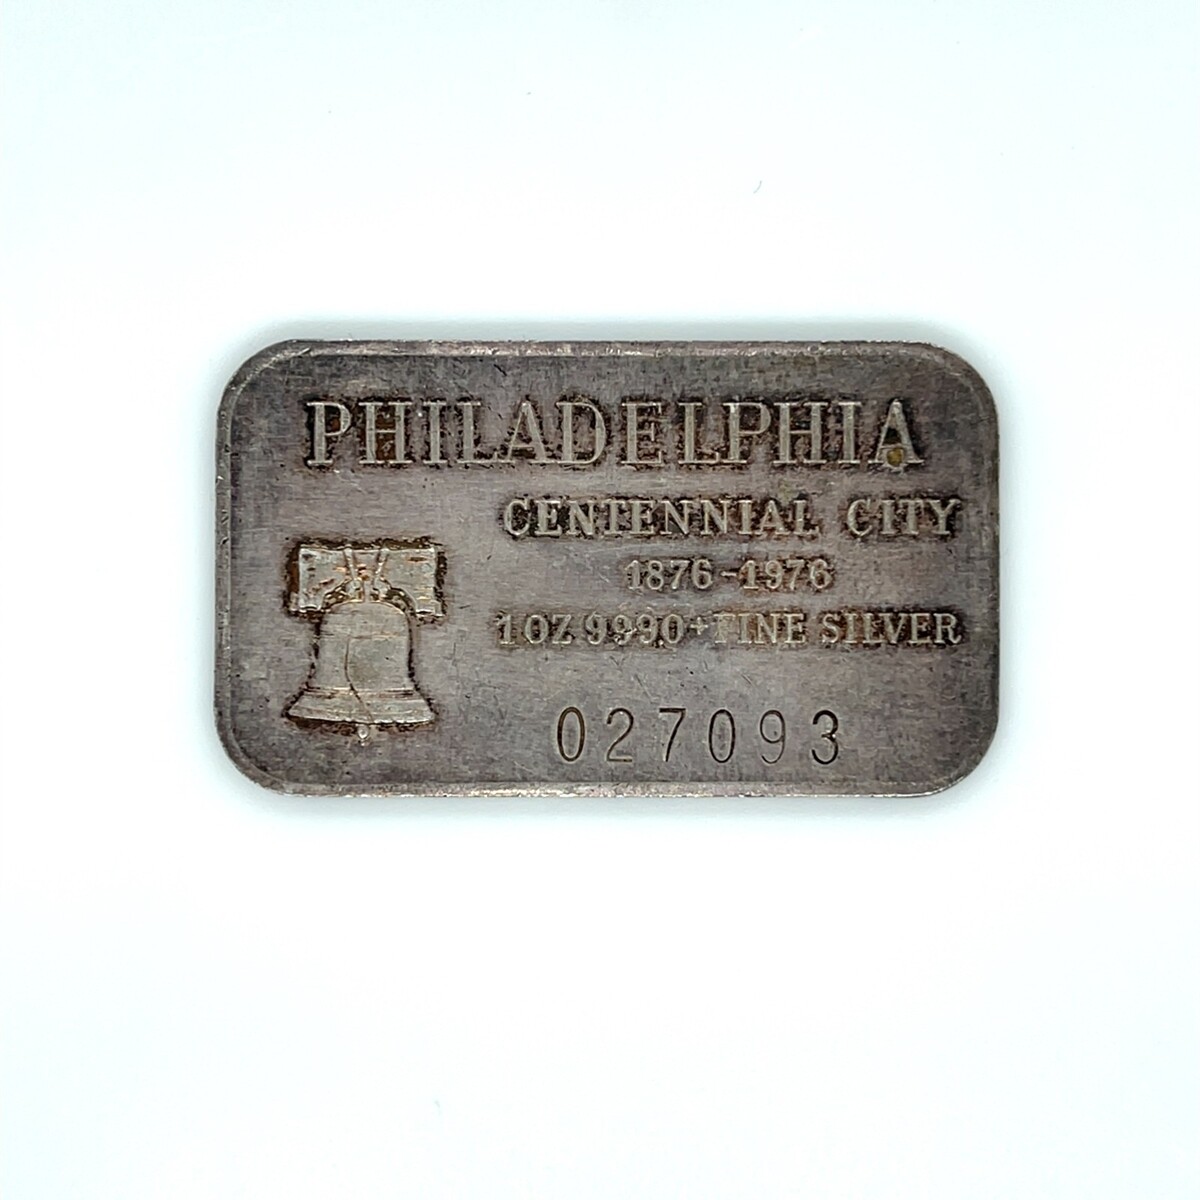 PHILADELPHIA
CENTENNIAL CITY
1876-1976
1 OZ 9990+ FINE SILVER
027093